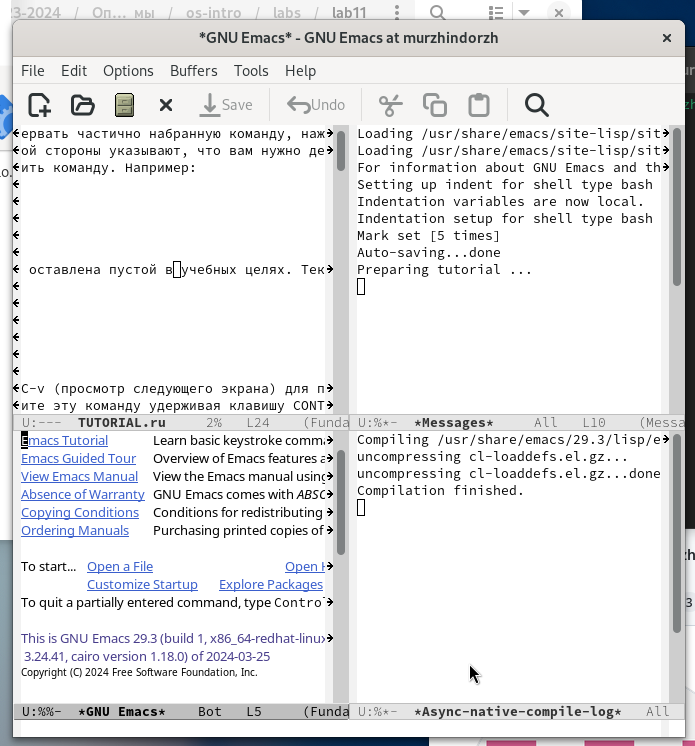 3-2024 / Оп... мы / os-intro / labs / lab11
*GNU Emacs* - GNU Emacs at murzhindorzh
File Edit Options Buffers Tools Help
Save Undo
ервать частично набранную команду, наж
ой стороны указывают, что вам нужно де
ить команду. Например:
оставлена пустой в учебных целях. Тек
C-v (просмотр следующего экрана) для п
ите эту команду удерживая клавишу CONT
U:--- TUTORIAL.ru 2% L24 (Funda
Loading /usr/share/emacs/site-lisp/sit
Loading /usr/share/emacs/site-lisp/sit
For information about GNU Emacs and th
Setting up indent for shell type bash
Indentation variables are now local.
Indentation setup for shell type bash
Mark set [5 times]
Auto-saving...done
Preparing tutorial ...
U:%*- *Messages* All L10 (Messa
Emacs Tutorial Learn basic keystroke comma
Emacs Guided Tour Overview of Emacs features a
View Emacs Manual View the Emacs manual using
Absence of Warranty GNU Emacs comes with ABSO
Copying Conditions Conditions for redistributing
Ordering Manuals Purchasing printed copies of
To start... Open a File Open H
Customize Startup Explore Packages
To quit a partially entered command, type Contro
This is GNU Emacs 29.3 (build 1, x86_64-redhat-linux
3.24.41, cairo version 1.18.0) of 2024-03-25
Copyright (C) 2024 Free Software Foundation, Inc.
U:%%- *GNU Emacs* Bot L5 (Funda
Compiling /usr/share/emacs/29.3/lisp/e
uncompressing cl-loaddefs.el.gz...
uncompressing cl-loaddefs.el.gz...done
Compilation finished.
U:%*- *Async-native-compile-log* All